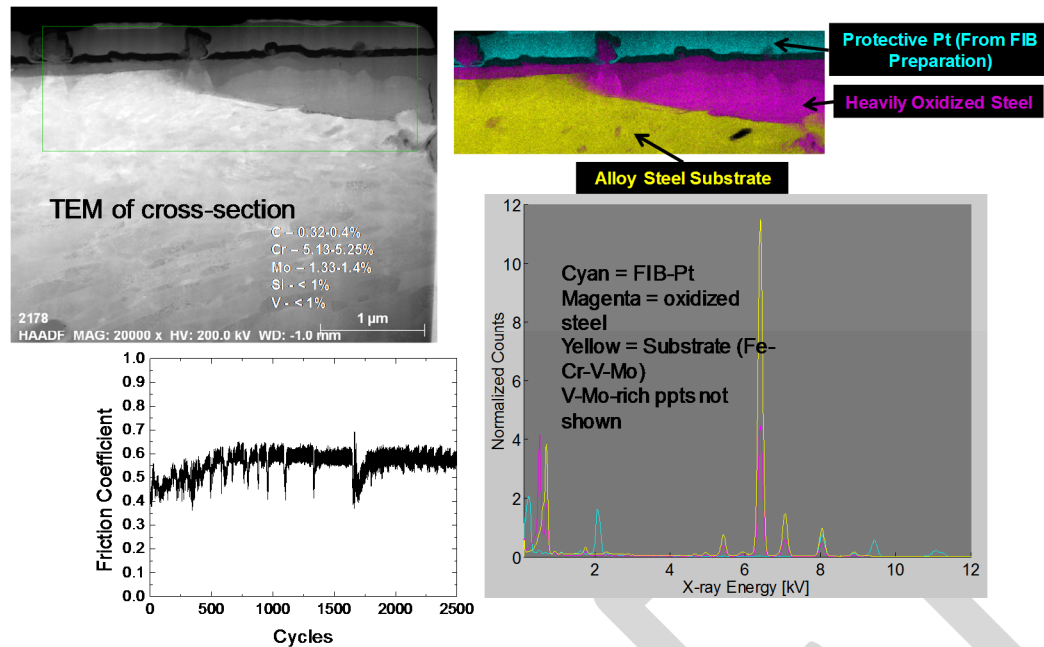 Protective Pt (From FIB
Preparation)
Heavily Oxidized Steel
Alloy Steel Substrate
TEM of cross-section
C – 0.32-0.4%
Cr – 5.13-5.25%
Mo – 1.33-1.4%
Si - < 1%
V - < 1%
2178
1 µm
HAADF MAG: 20000 x HV: 200.0 kV WD: -1.0 mm
Cyan = FIB-Pt
Magenta = oxidized
steel
Yellow = Substrate (Fe-
Cr-V-Mo)
V-Mo-rich ppts not
shown
Normalized Counts
12
10
8
6
4
2
0
2
4
6
8
10
12
X-ray Energy [kV]
Friction Coefficient
1.0
0.9
0.8
0.7
0.6
0.5
0.4
0.3
0.2
0.1
0.0
0
500
1000
1500
2000
2500
Cycles